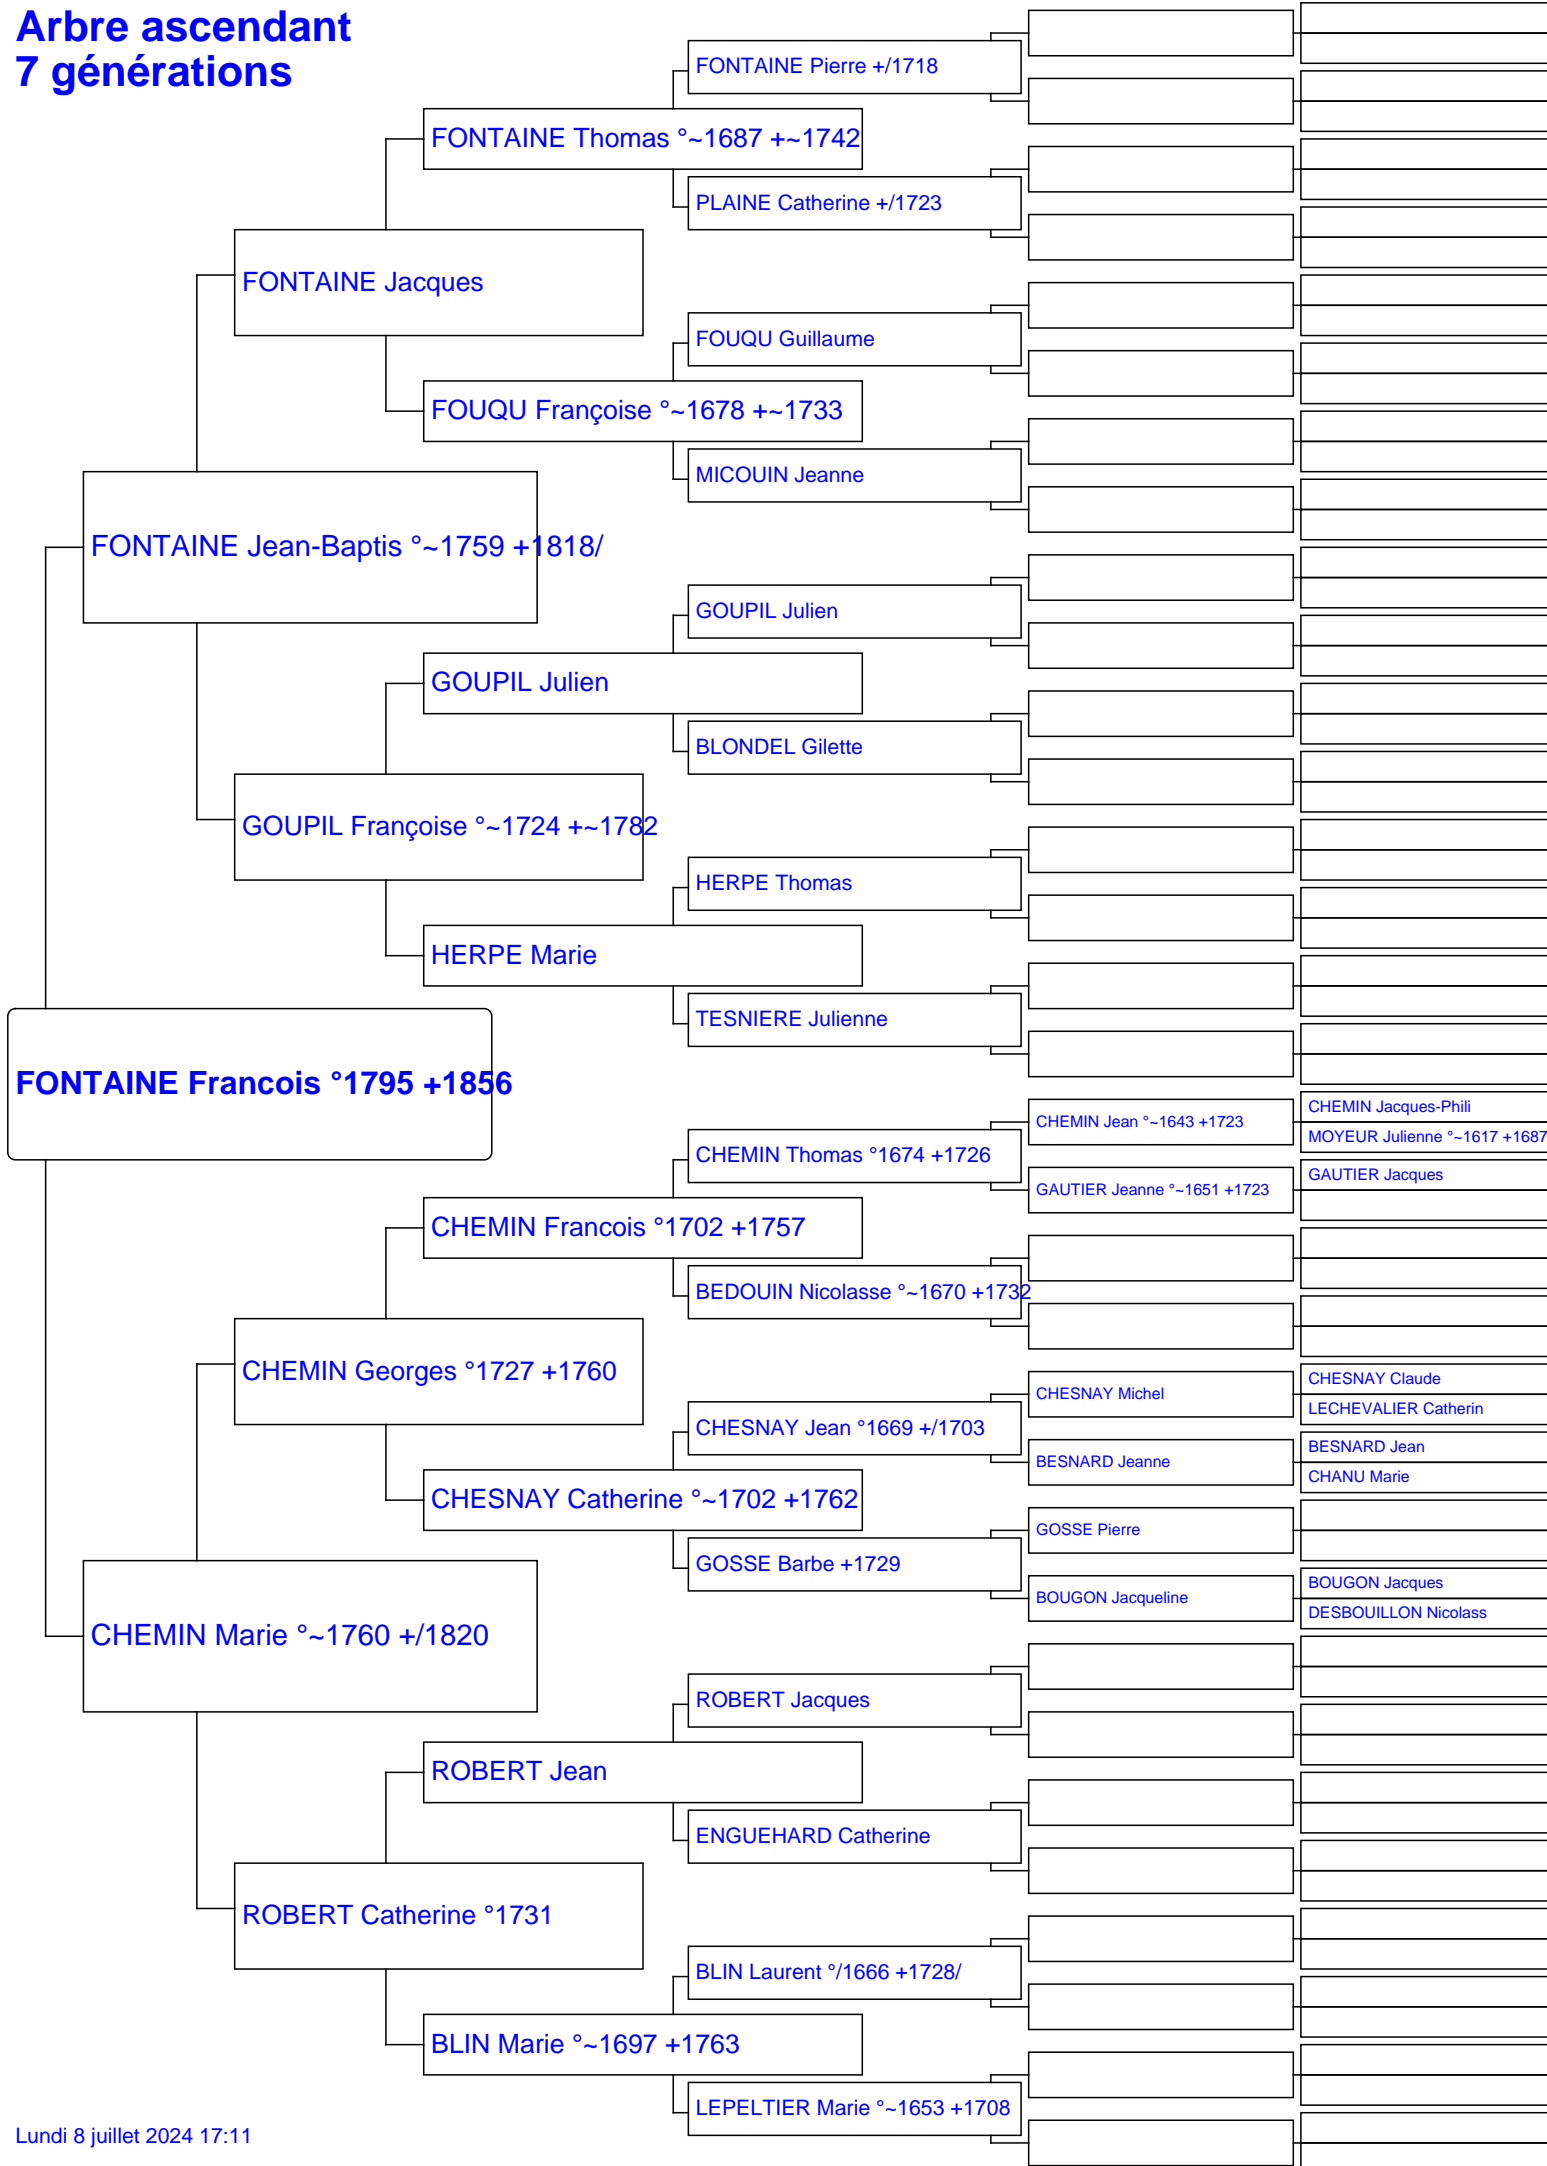 Arbre ascendant
7 générations
FONTAINE Pierre +/1718
FONTAINE Thomas °~1687 +~1742
PLAINE Catherine +/1723
FONTAINE Jacques
FOUQU Guillaume
FOUQU Françoise °~1678 +~1733
MICOUIN Jeanne
FONTAINE Jean-Baptis °~1759 +1818/
GOUPIL Julien
GOUPIL Julien
BLONDEL Gilette
GOUPIL Françoise °~1724 +~1782
HERPE Thomas
HERPE Marie
TESNIERE Julienne
FONTAINE Francois °1795 +1856
CHEMIN Jacques-Phili
CHEMIN Jean °~1643 +1723
MOYEUR Julienne °~1617 +1687
CHEMIN Thomas °1674 +1726
GAUTIER Jacques
GAUTIER Jeanne °~1651 +1723
CHEMIN Francois °1702 +1757
BEDOUIN Nicolasse °~1670 +1732
CHEMIN Georges °1727 +1760
CHESNAY Claude
CHESNAY Michel
LECHEVALIER Catherin
CHESNAY Jean °1669 +/1703
BESNARD Jean
BESNARD Jeanne
CHANU Marie
CHESNAY Catherine °~1702 +1762
GOSSE Pierre
GOSSE Barbe +1729
BOUGON Jacques
BOUGON Jacqueline
DESBOUILLON Nicolass
CHEMIN Marie °~1760 +/1820
ROBERT Jacques
ROBERT Jean
ENGUEHARD Catherine
ROBERT Catherine °1731
BLIN Laurent °/1666 +1728/
BLIN Marie °~1697 +1763
LEPELTIER Marie °~1653 +1708
Lundi 8 juillet 2024 17:11